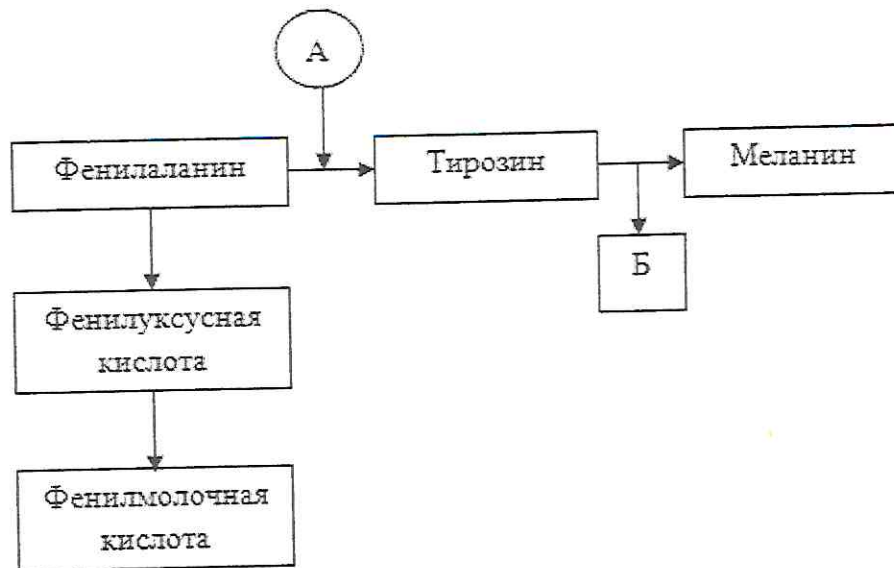 А
Фенилаланин
Тирозин
Меланин
Б
Фенилуксусная
кислота
Фенилмолочная
кислота